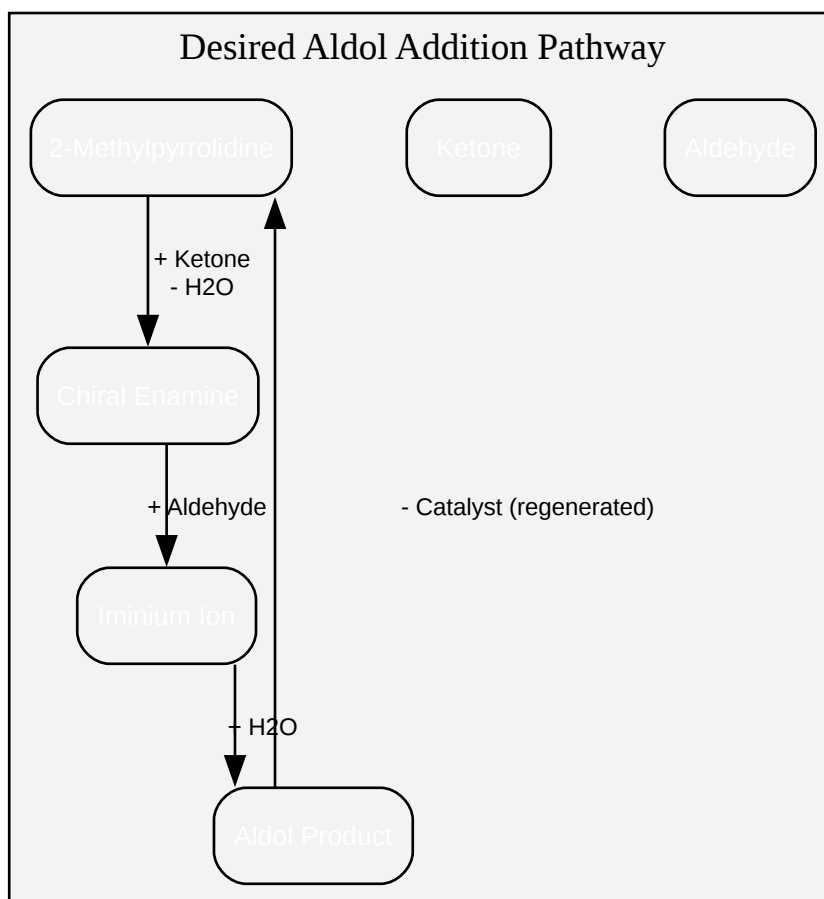 Desired Aldol Addition Pathway
2-Methylpyrrolidine
Ketone
Aldehyde
+ Ketone
- H2O
Chiral Enamine
+ Aldehyde
- Catalyst (regenerated)
Iminium Ion
+ H2O
Aldol Product